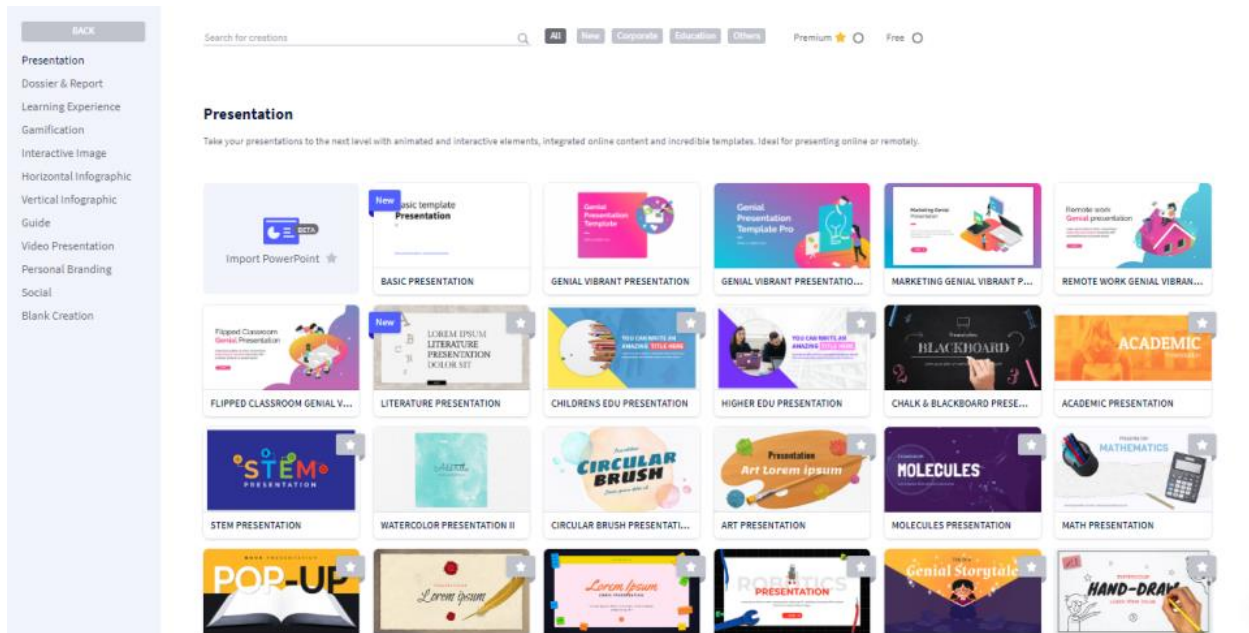 BACK
Presentation
Dossier & Report
Learning Experience
Gamification
Interactive Image
Horizontal Infographic
Vertical Infographic
Guide
Video Presentation
Personal Branding
Social
Blank Creation
Search for creations
All New Corporate Education Others Premium Free
Presentation
Take your presentations to the next level with animated and interactive elements, integrated online content and incredible templates. Ideal for presenting online or remotely.
BETA
Import PowerPoint
New
asic template
Presentation
BASIC PRESENTATION
Genial
Presentation
Template
GENIAL VIBRANT PRESENTATION
Genial
Presentation
Template Pro
GENIAL VIBRANT PRESENTATIO...
Marketing Genial
Presentation
MARKETING GENIAL VIBRANT P...
Remote work
Genial presentation
REMOTE WORK GENIAL VIBRAN...
Flipped Classroom
Genial Presentation
FLIPPED CLASSROOM GENIAL V...
New
LOREM IPSUM
LITERATURE
PRESENTATION
DOLOR SIT
LITERATURE PRESENTATION
YOU CAN WRITE AN
AMAZING TITLE HERE
CHILDRENS EDU PRESENTATION
YOU CAN WRITE AN
AMAZING TITLE HERE
HIGHER EDU PRESENTATION
Presentation
BLACKBOARD
CHALK & BLACKBOARD PRESE...
ACADEMIC
Presentation
ACADEMIC PRESENTATION
STEM
PRESENTATION
STEM PRESENTATION
WATERCOLOR PRESENTATION II
CIRCULAR
BRUSH
CIRCULAR BRUSH PRESENTATI...
Presentation
Art Lorem ipsum
ART PRESENTATION
MOLECULES
MOLECULES PRESENTATION
MATHEMATICS
MATH PRESENTATION
BOOK PRESENTATION
POP-UP
Lorem ipsum
Lorem Ipsum
ROBOTICS
PRESENTATION
Genial Storytale
HAND-DRAW